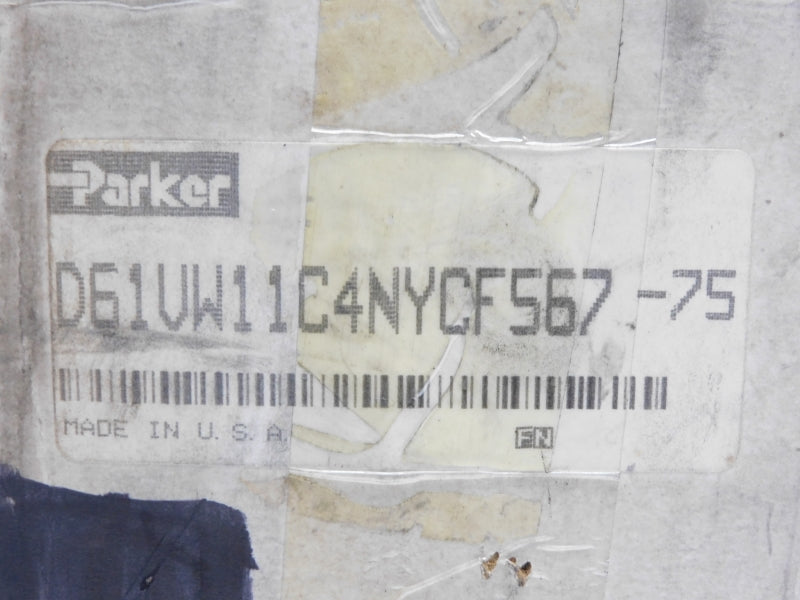 Parker
D61VW11C4NYCF567 -75
MADE IN U.S.A.
FN